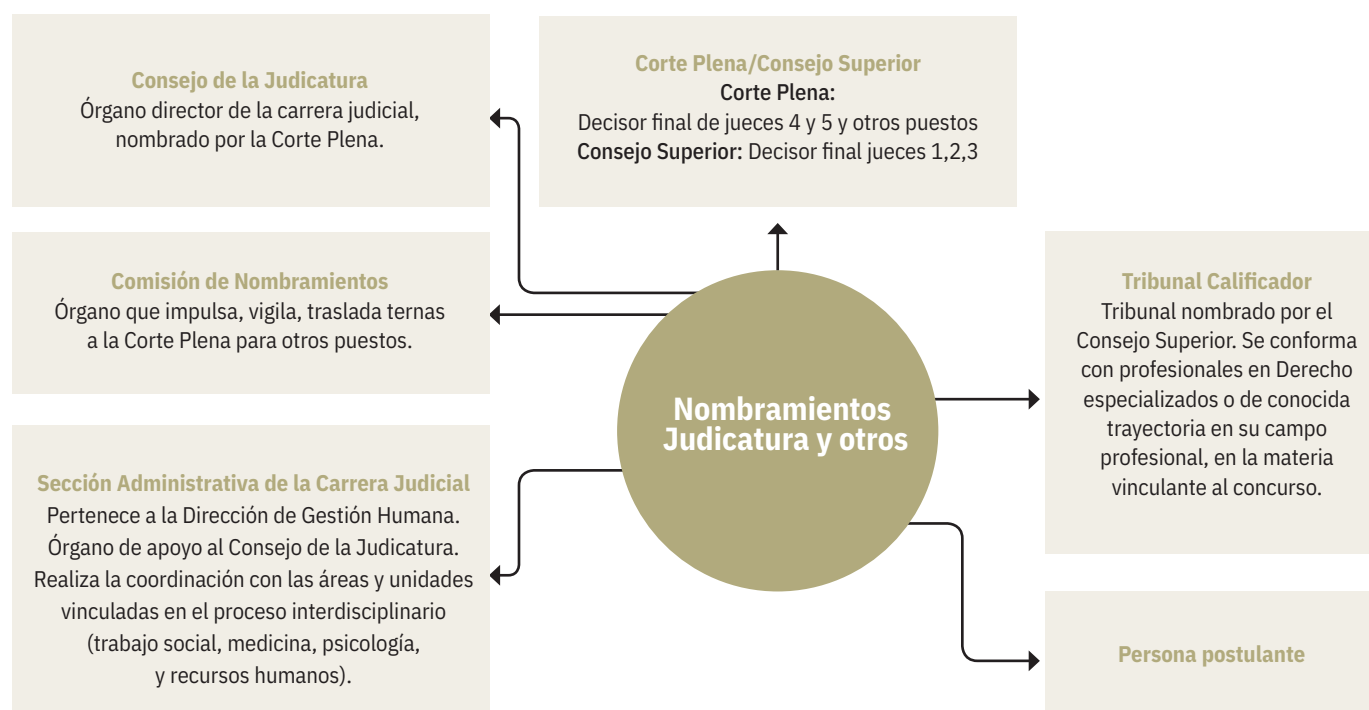 Consejo de la Judicatura
Órgano director de la carrera judicial,
nombrado por la Corte Plena.
Corte Plena/Consejo Superior
Corte Plena:
Decisor final de jueces 4 y 5 y otros puestos
Consejo Superior: Decisor final jueces 1,2,3
Comisión de Nombramientos
Órgano que impulsa, vigila, traslada ternas
a la Corte Plena para otros puestos.
Tribunal Calificador
Tribunal nombrado por el
Consejo Superior. Se conforma
con profesionales en Derecho
especializados o de conocida
trayectoria en su campo
profesional, en la materia
vinculante al concurso.
Nombramientos
Judicatura y otros
Sección Administrativa de la Carrera Judicial
Pertenece a la Dirección de Gestión Humana.
Órgano de apoyo al Consejo de la Judicatura.
Realiza la coordinación con las áreas y unidades
vinculadas en el proceso interdisciplinario
(trabajo social, medicina, psicología,
y recursos humanos).
Persona postulante